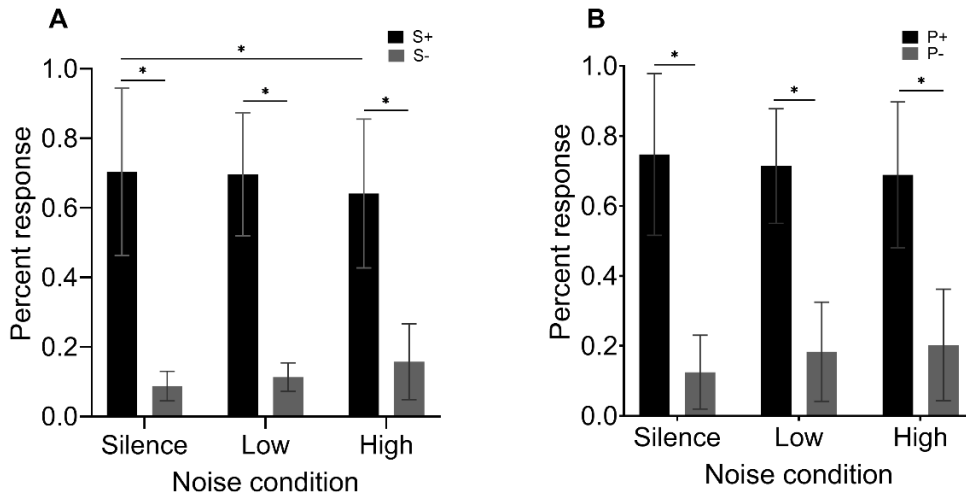 A
S+
S-
*
*
*
*
1.0
0.8
0.6
0.4
0.2
0.0
Percent response
Silence
Low
High
Noise condition
B
P+
P-
*
*
*
1.0
0.8
0.6
0.4
0.2
0.0
Percent response
Silence
Low
High
Noise condition